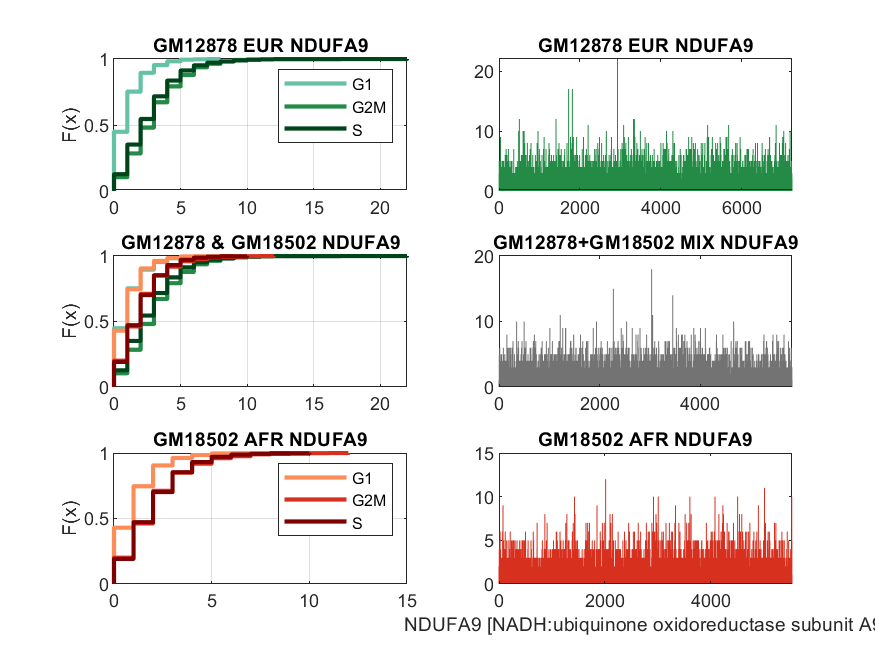 GM12878 EUR NDUFA9
F(x)
1
0.5
0
0 5 10 15 20
G1
G2M
S
GM12878 EUR NDUFA9
20
10
0
0 2000 4000 6000
GM12878 & GM18502 NDUFA9
F(x)
1
0.5
0
0 5 10 15 20
GM12878+GM18502 MIX NDUFA9
20
10
0
0 2000 4000
GM18502 AFR NDUFA9
F(x)
1
0.5
0
0 5 10 15
G1
G2M
S
GM18502 AFR NDUFA9
15
10
5
0
0 2000 4000
NDUFA9 [NADH:ubiquinone oxidoreductase subunit A9